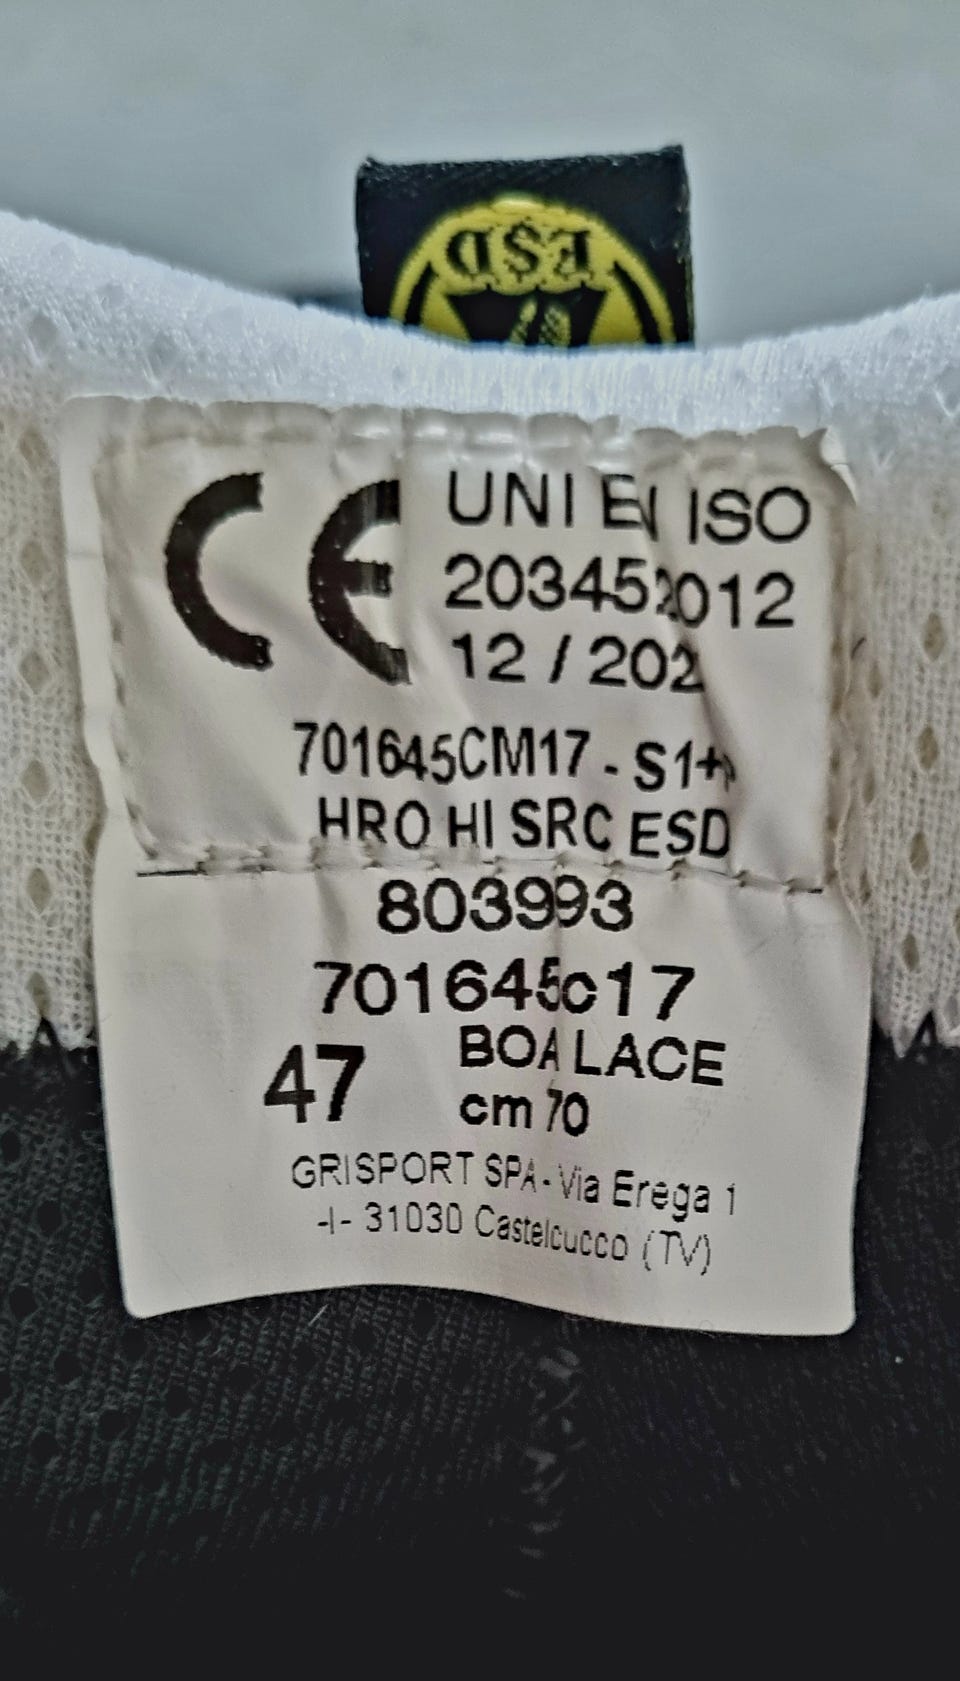 ESD
CE
UNI EN ISO
20345 2012
12 / 202
701645CM17 - S1+
HRO HI SRC ESD
803993
701645c17
47
BOA LACE
cm 70
GRISPORT SPA - Via Erega 1
-I- 31030 Castelcucco (TV)